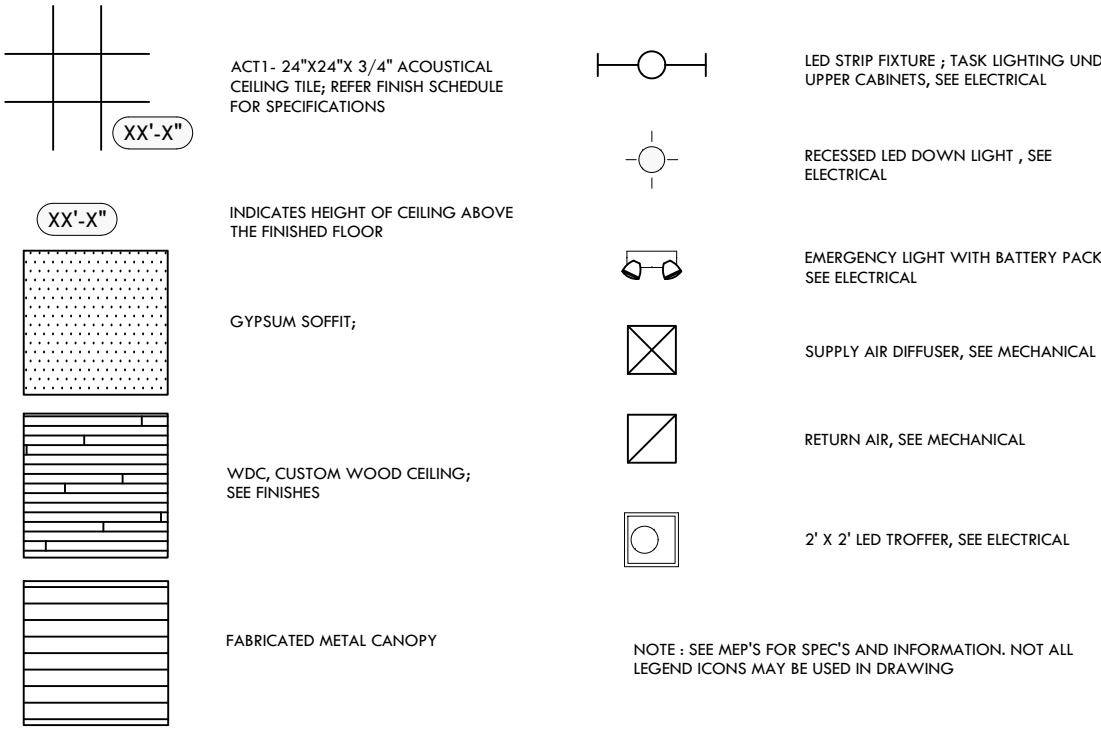 ACT1- 24"X24"X 3/4" ACOUSTICAL
CEILING TILE; REFER FINISH SCHEDULE
FOR SPECIFICATIONS
XX'-X"
XX'-X"
INDICATES HEIGHT OF CEILING ABOVE
THE FINISHED FLOOR
GYPSUM SOFFIT;
WDC, CUSTOM WOOD CEILING;
SEE FINISHES
FABRICATED METAL CANOPY
LED STRIP FIXTURE ; TASK LIGHTING UND
UPPER CABINETS, SEE ELECTRICAL
RECESSED LED DOWN LIGHT , SEE
ELECTRICAL
EMERGENCY LIGHT WITH BATTERY PACK
SEE ELECTRICAL
SUPPLY AIR DIFFUSER, SEE MECHANICAL
RETURN AIR, SEE MECHANICAL
2' X 2' LED TROFFER, SEE ELECTRICAL
NOTE : SEE MEP'S FOR SPEC'S AND INFORMATION. NOT ALL
LEGEND ICONS MAY BE USED IN DRAWING